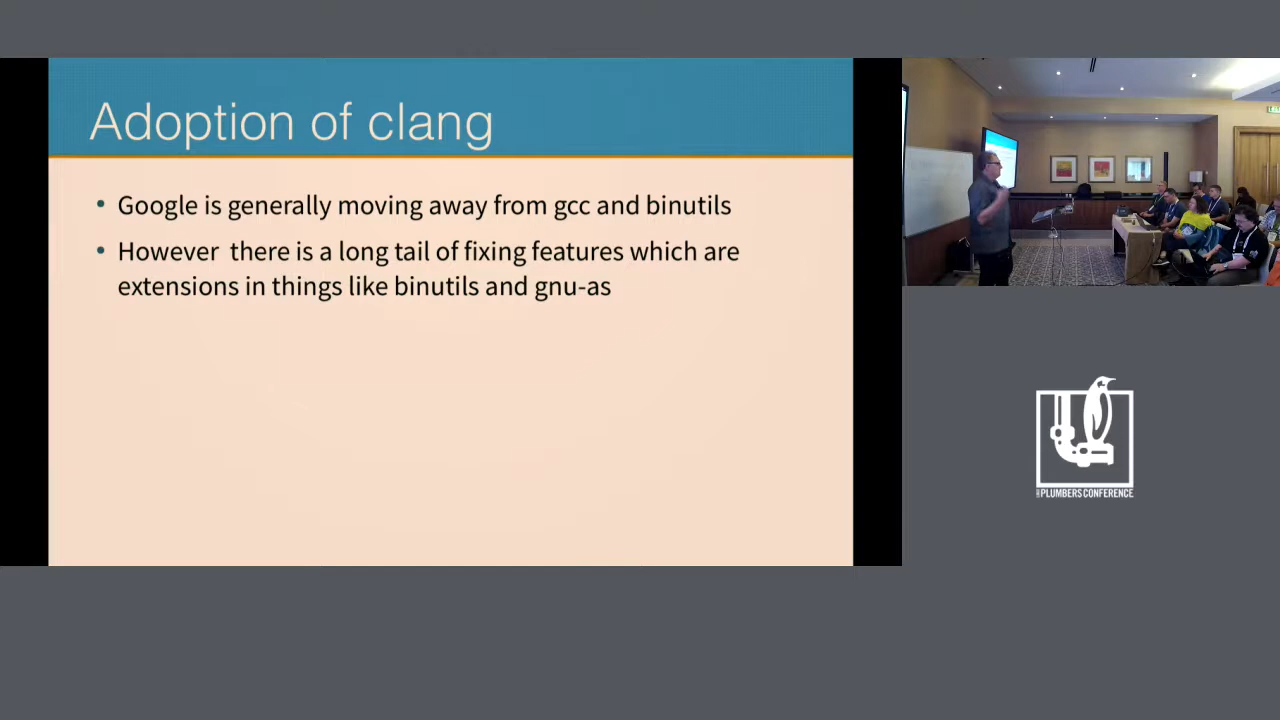 Adoption of clang
• Google is generally moving away from gcc and binutils
• However there is a long tail of fixing features which are
extensions in things like binutils and gnu-as
PLUMBERS CONFERENCE